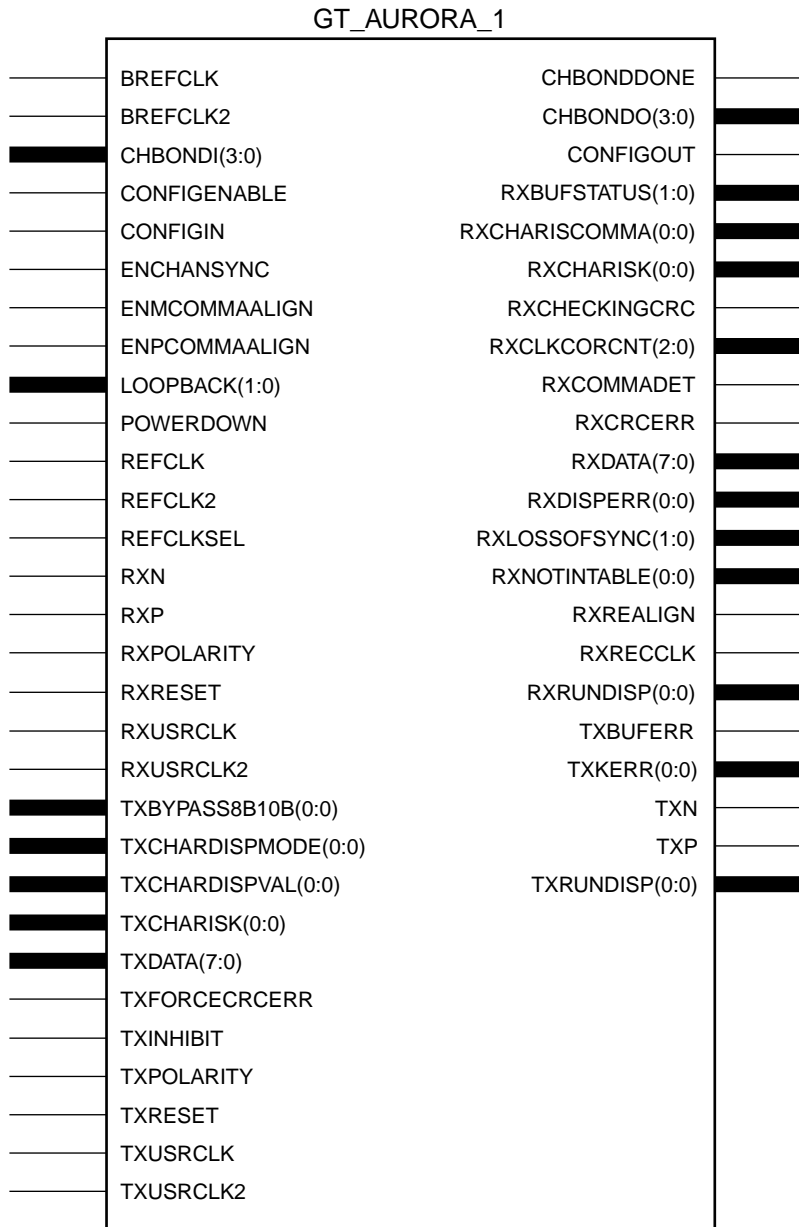 GT_AURORA_1
BREFCLK CHBONDDONE
BREFCLK2 CHBONDO(3:0)
CHBONDI(3:0) CONFIGOUT
CONFIGENABLE RXBUFSTATUS(1:0)
CONFIGIN RXCHARISCOMMA(0:0)
ENCHANSYNC RXCHARISK(0:0)
ENMCOMMAALIGN RXCHECKINGCRC
ENPCOMMAALIGN RXCLKCORCNT(2:0)
LOOPBACK(1:0) RXCOMMADET
POWERDOWN RXCRCERR
REFCLK RXDATA(7:0)
REFCLK2 RXDISPERR(0:0)
REFCLKSEL RXLOSSOFSYNC(1:0)
RXN RXNOTINTABLE(0:0)
RXP RXREALIGN
RXPOLARITY RXRECCLK
RXRESET RXRUNDISP(0:0)
RXUSRCLK TXBUFERR
RXUSRCLK2 TXKERR(0:0)
TXBYPASS8B10B(0:0) TXN
TXCHARDISPMODE(0:0) TXP
TXCHARDISPVAL(0:0) TXRUNDISP(0:0)
TXCHARISK(0:0)
TXDATA(7:0)
TXFORCECRCERR
TXINHIBIT
TXPOLARITY
TXRESET
TXUSRCLK
TXUSRCLK2